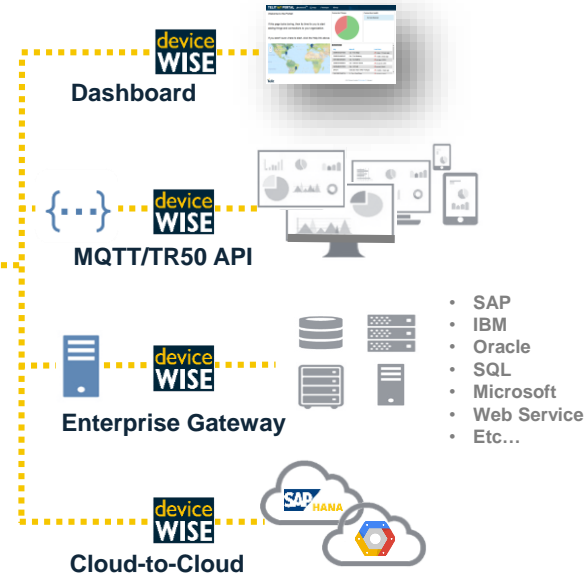 device
WISE
Dashboard
{...}
device
WISE
MQTT/TR50 API
device
WISE
Enterprise Gateway
• SAP
• IBM
• Oracle
• SQL
• Microsoft
• Web Service
• Etc…
device
WISE
SAP HANA
Cloud-to-Cloud